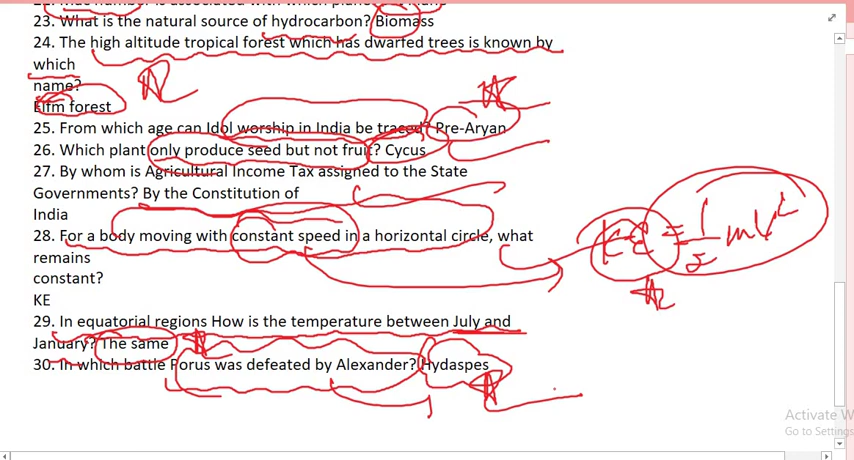 23. What is the natural source of hydrocarbon? Biomass
24. The high altitude tropical forest which has dwarfed trees is known by
which
name?
Elfm forest
25. From which age can Idol worship in India be traced? Pre-Aryan
26. Which plant only produce seed but not fruit? Cycus
27. By whom is Agricultural Income Tax assigned to the State
Governments? By the Constitution of
India
28. For a body moving with constant speed in a horizontal circle, what
remains
constant?
KE
K E = 1/2 mv²
29. In equatorial regions How is the temperature between July and
January? The same
30. In which battle Porus was defeated by Alexander? Hydaspes
Activate W
Go to Settings